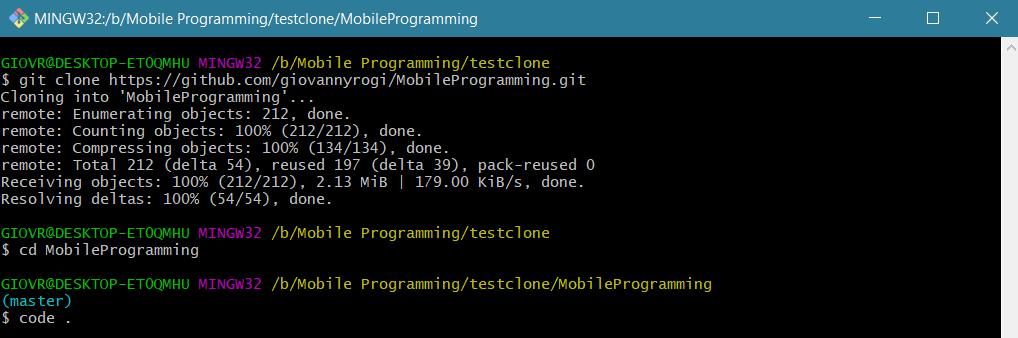 MINGW32:/b/Mobile Programming/testclone/MobileProgramming
GIOVR@DESKTOP-ET0QMHU MINGW32 /b/Mobile Programming/testclone
$ git clone https://github.com/giovannyrogi/MobileProgramming.git
Cloning into 'MobileProgramming'...
remote: Enumerating objects: 212, done.
remote: Counting objects: 100% (212/212), done.
remote: Compressing objects: 100% (134/134), done.
remote: Total 212 (delta 54), reused 197 (delta 39), pack-reused 0
Receiving objects: 100% (212/212), 2.13 MiB | 179.00 KiB/s, done.
Resolving deltas: 100% (54/54), done.
GIOVR@DESKTOP-ET0QMHU MINGW32 /b/Mobile Programming/testclone
$ cd MobileProgramming
GIOVR@DESKTOP-ET0QMHU MINGW32 /b/Mobile Programming/testclone/MobileProgramming
(master)
$ code .